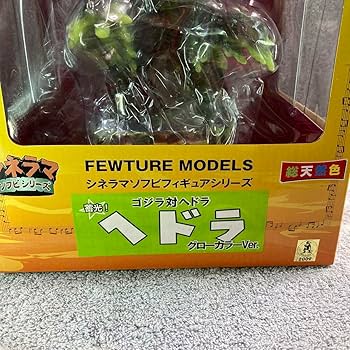 シネラマ
ソフビシリーズ
FEWTURE MODELS
シネラマソフビフィギュアシリーズ
総天然色
蓄光!
ゴジラ対ヘドラ
ヘドラ
グローカラーVer.